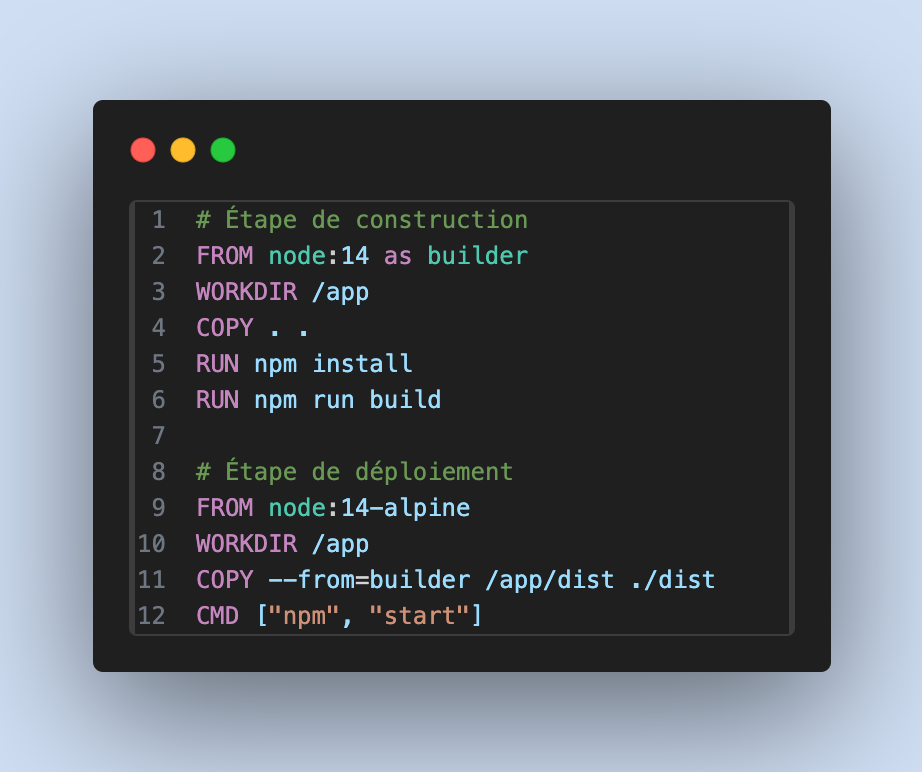 1 # Étape de construction
2 FROM node:14 as builder
3 WORKDIR /app
4 COPY . .
5 RUN npm install
6 RUN npm run build
7
8 # Étape de déploiement
9 FROM node:14-alpine
10 WORKDIR /app
11 COPY --from=builder /app/dist ./dist
12 CMD ["npm", "start"]